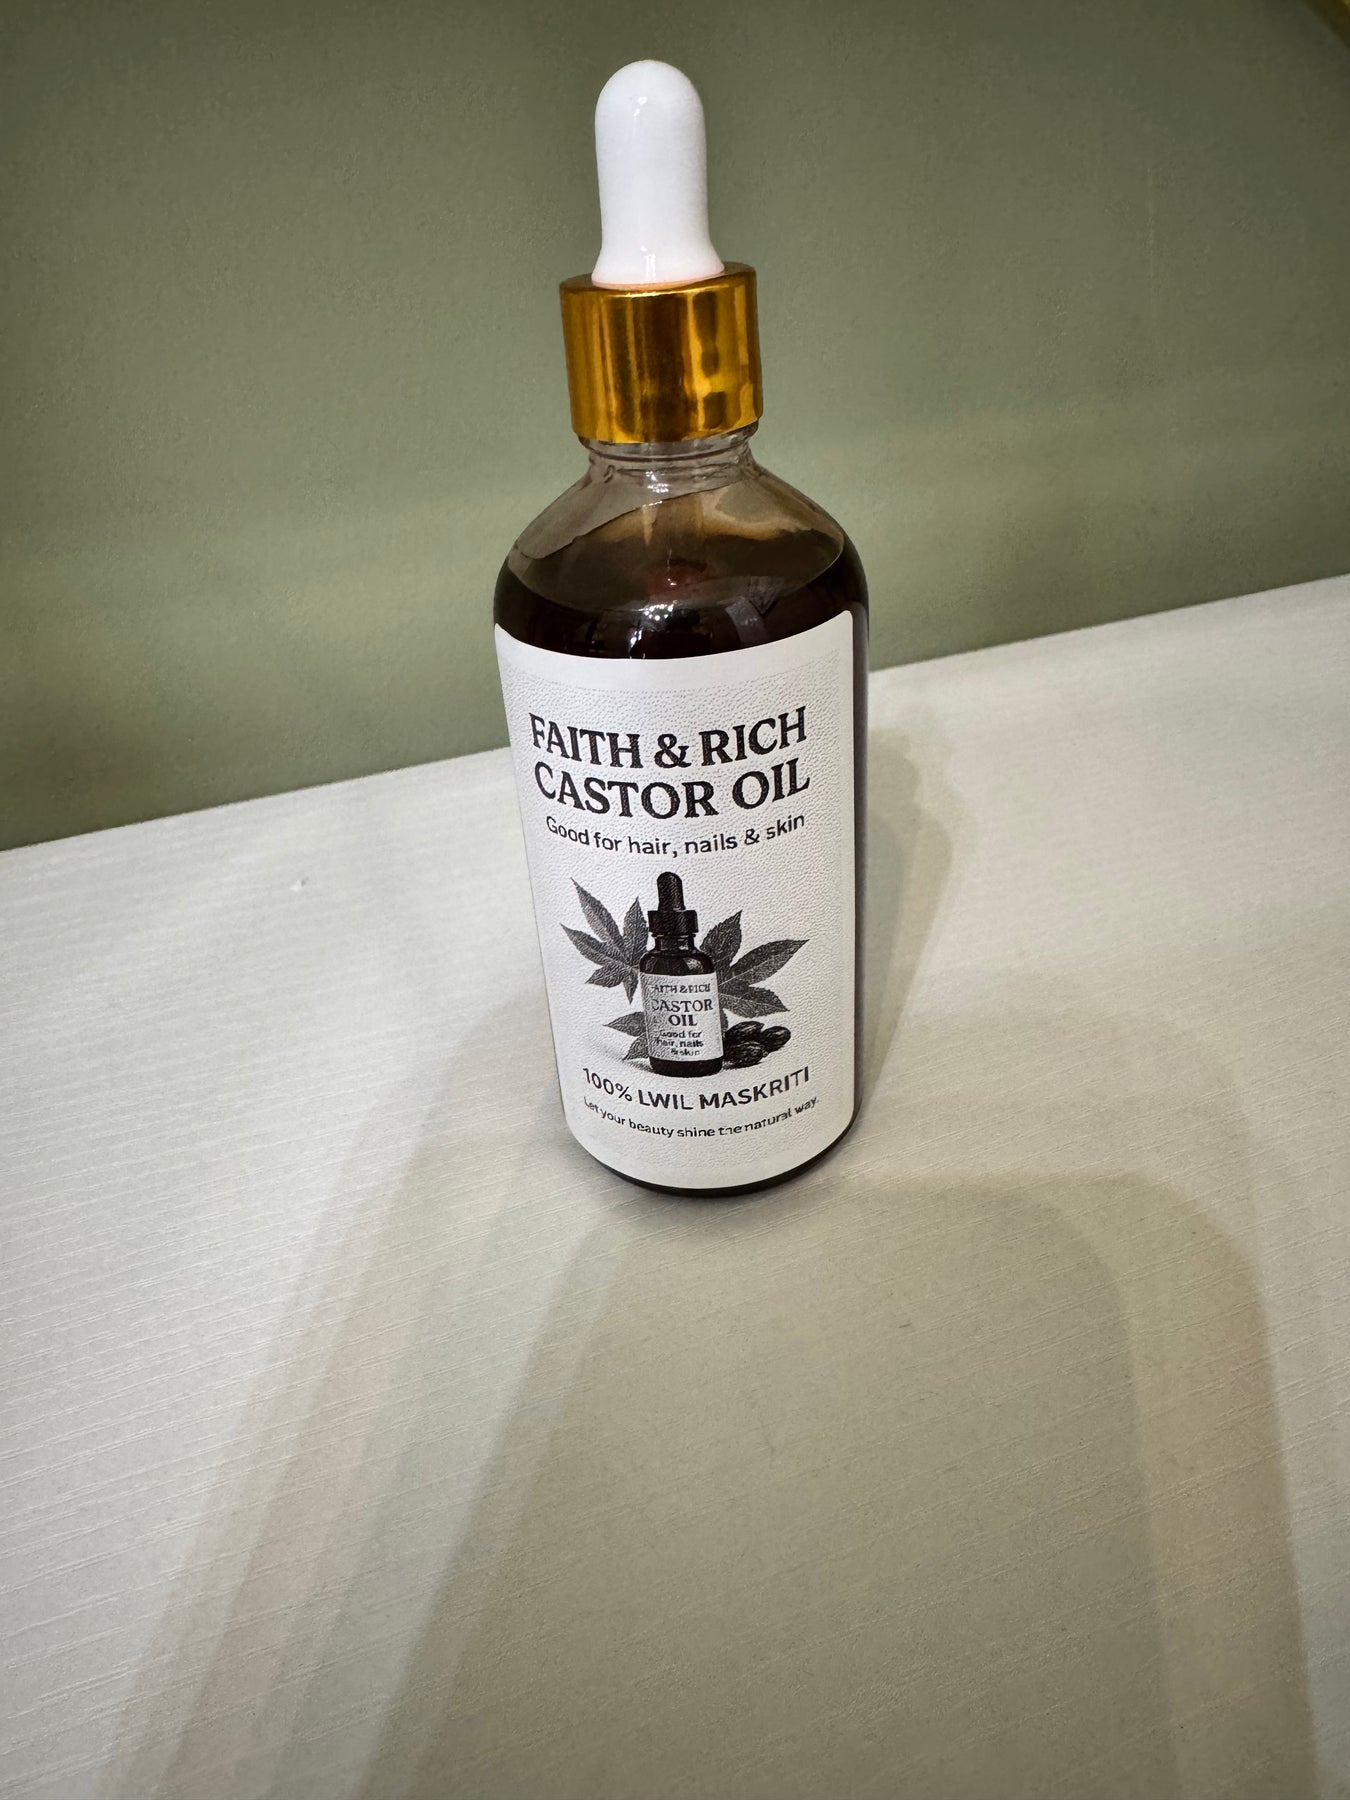 FAITH & RICH
CASTOR OIL
Good for hair, nails & skin
AITH & RICH
CASTOR
OIL
Good for
hair, nails
& skin
100% LWIL MASKRITI
Let your beauty shine the natural way.